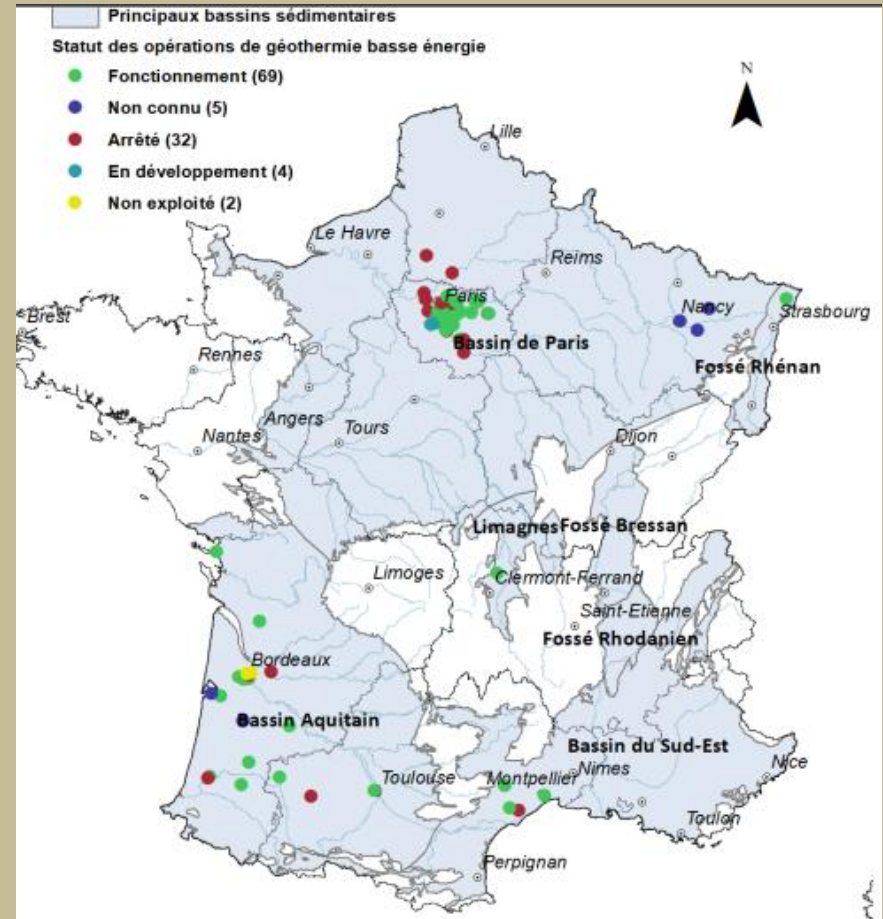 Principaux bassins sédimentaires
Statut des opérations de géothermie basse énergie
Fonctionnement (69)
Non connu (5)
Arrêté (32)
En développement (4)
Non exploité (2)
N
Lille
Le Havre
Reims
Paris
Nancy
Strasbourg
Brest
Bassin de Paris
Rennes
Fossé Rhénan
Angers
Tours
Nantes
Dijon
Limagnes
Fossé Bressan
Limoges
Clermont-Ferrand
Saint-Etienne
Fossé Rhodanien
Bordeaux
Bassin Aquitain
Bassin du Sud-Est
Toulouse
Montpellier
Nimes
Nice
Toulon
Perpignan